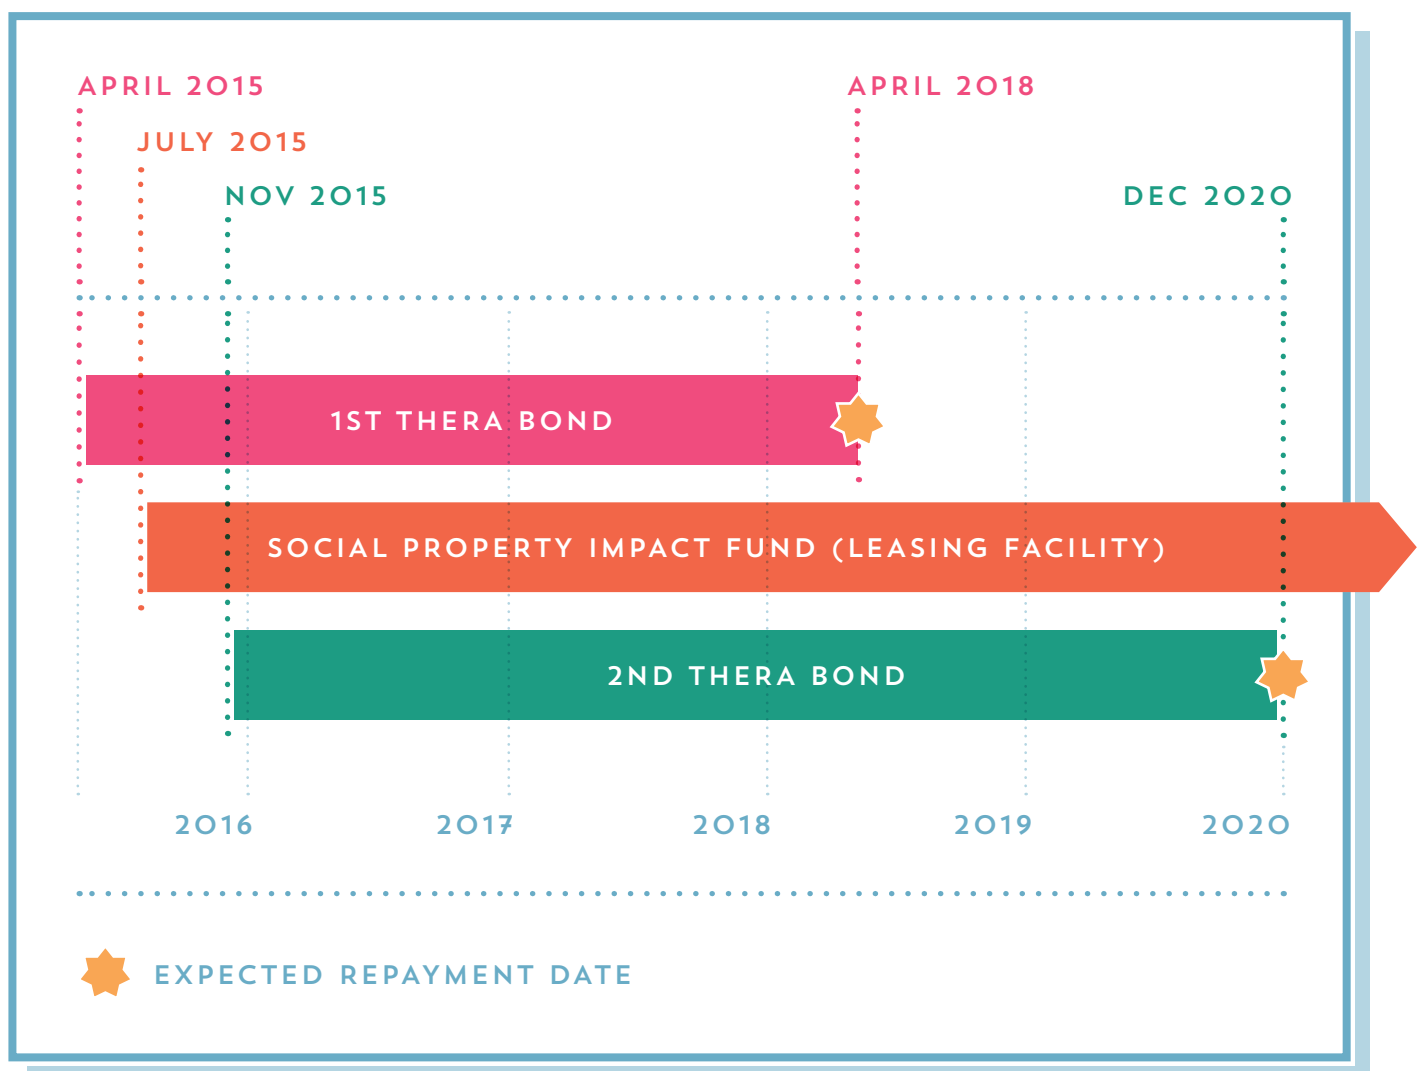 APRIL 2015
APRIL 2018
JULY 2015
NOV 2015
DEC 2020
1ST THERA BOND
SOCIAL PROPERTY IMPACT FUND (LEASING FACILITY)
2ND THERA BOND
2016 2017 2018 2019 2020
EXPECTED REPAYMENT DATE